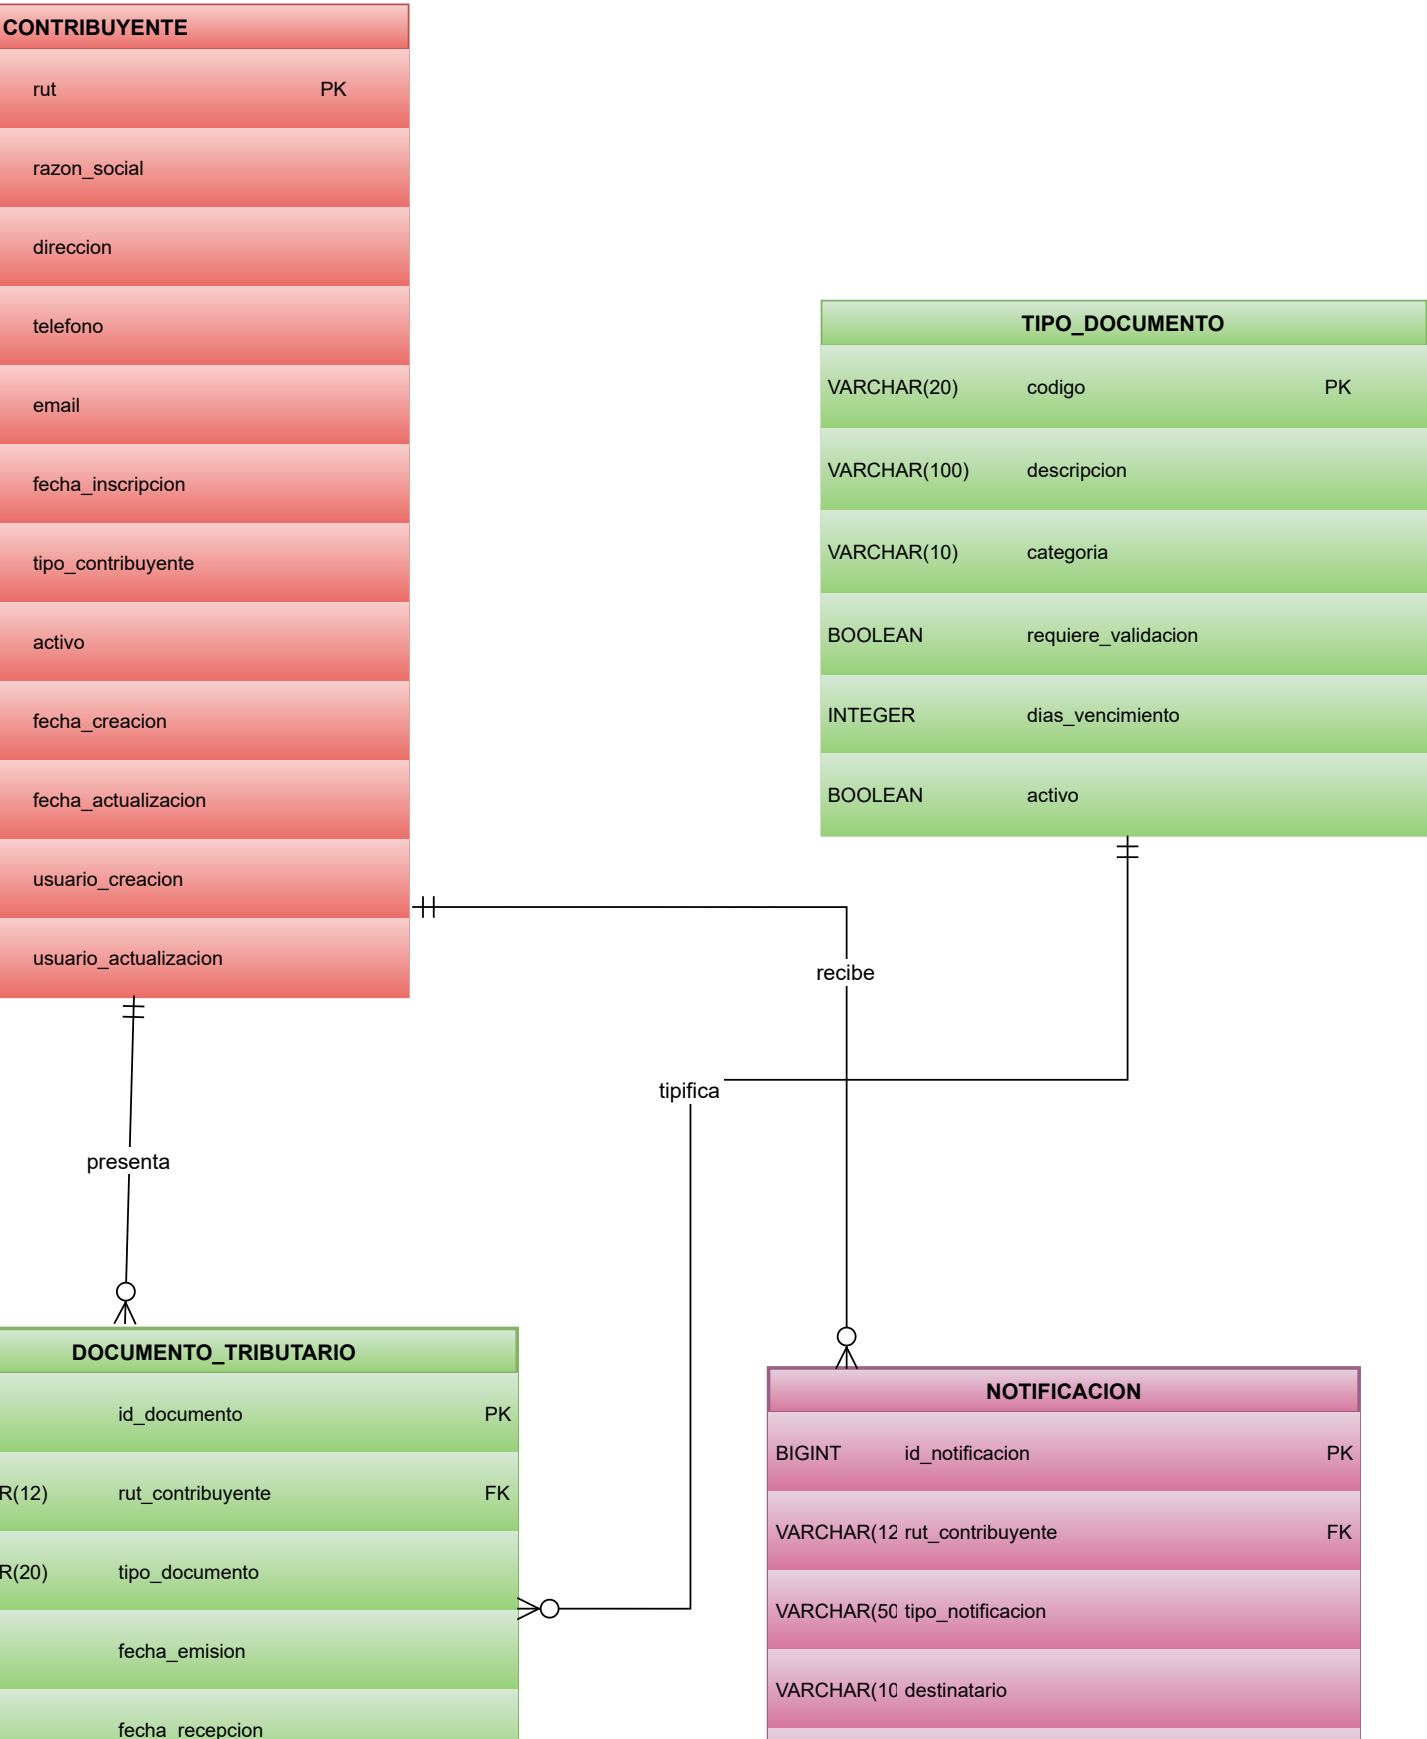 CONTRIBUYENTE
rut PK
razon_social
direccion
telefono
email
fecha_inscripcion
tipo_contribuyente
activo
fecha_creacion
fecha_actualizacion
usuario_creacion
usuario_actualizacion
TIPO_DOCUMENTO
VARCHAR(20) codigo PK
VARCHAR(100) descripcion
VARCHAR(10) categoria
BOOLEAN requiere_validacion
INTEGER dias_vencimiento
BOOLEAN activo
recibe
tipifica
presenta
DOCUMENTO_TRIBUTARIO
id_documento PK
R(12) rut_contribuyente FK
R(20) tipo_documento
fecha_emision
fecha_recepcion
NOTIFICACION
BIGINT id_notificacion PK
VARCHAR(12 rut_contribuyente FK
VARCHAR(50 tipo_notificacion
VARCHAR(10 destinatario